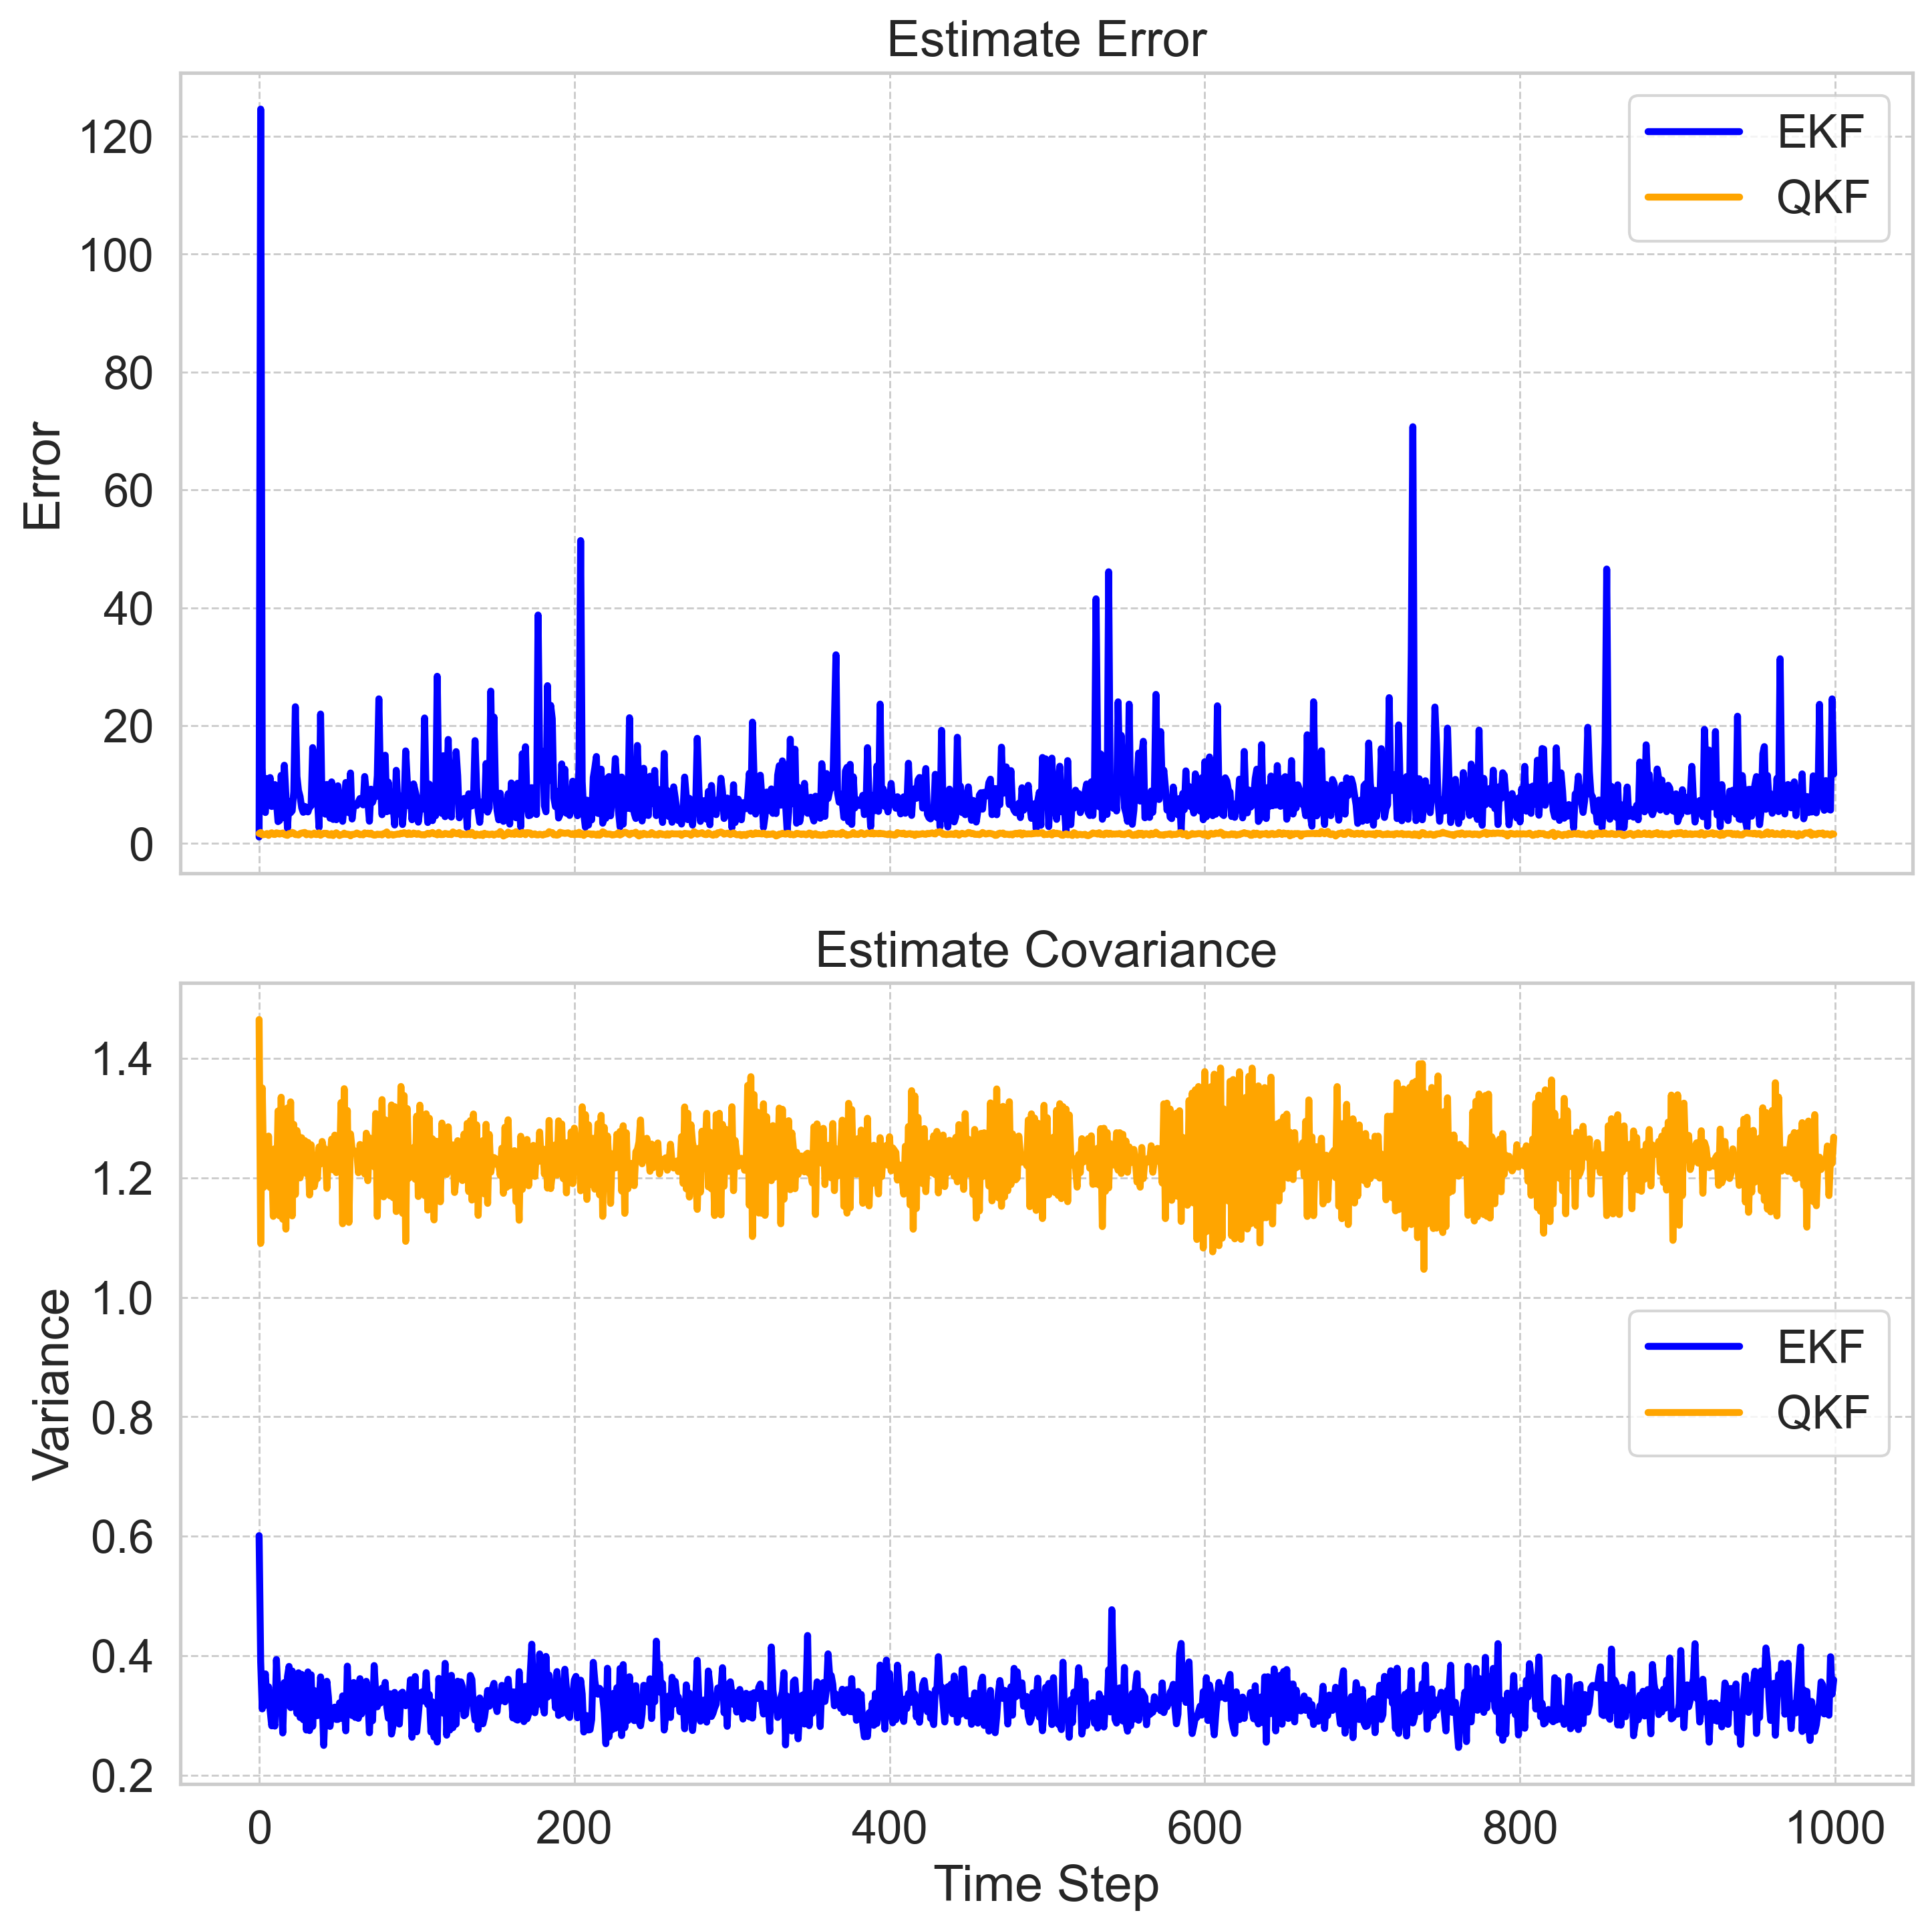 Estimate Error
120
100
80
60
40
20
0
Error
EKF
QKF
Estimate Covariance
1.4
1.2
1.0
0.8
0.6
0.4
0.2
Variance
EKF
QKF
0 200 400 600 800 1000
Time Step